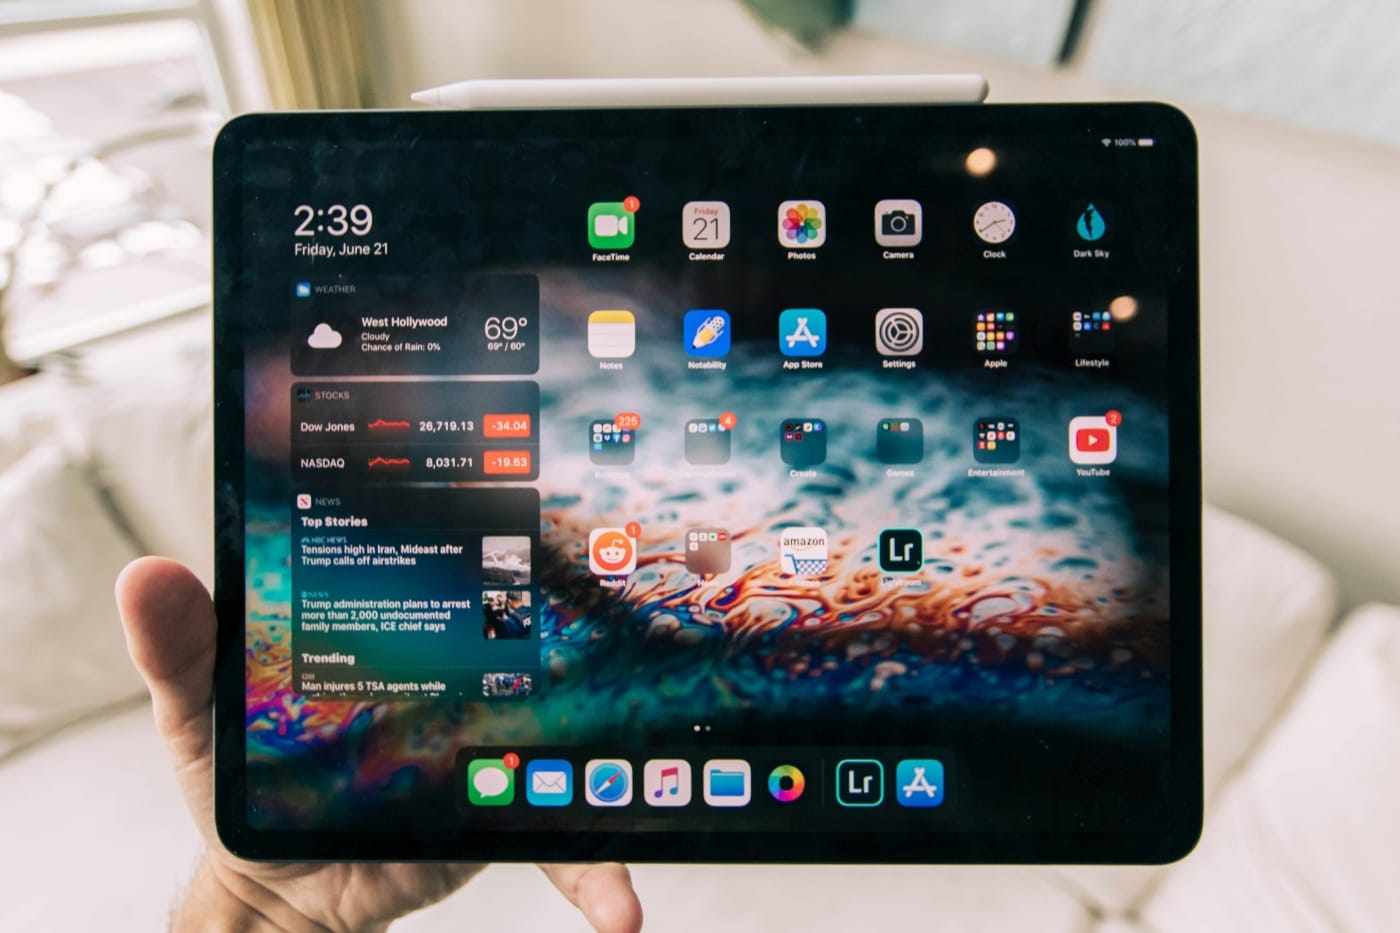 100%
2:39
Friday, June 21
WEATHER
West Hollywood
Cloudy
Chance of Rain: 0%
69°
69° / 60°
STOCKS
Dow Jones 26,719.13 -34.04
NASDAQ 8,031.71 -19.63
NEWS
Top Stories
NBC NEWS
Tensions high in Iran, Mideast after
Trump calls off airstrikes
NEWS
Trump administration plans to arrest
more than 2,000 undocumented
family members, ICE chief says
Trending
CNN
Man injures 5 TSA agents while
1
Friday
21
FaceTime Calendar Photos Camera Clock Dark Sky
Notes Notability App Store Settings Apple Lifestyle
225 4 2
Create Games Entertainment YouTube
1
amazon
Lr
Reddit News Lightroom
1
Lr